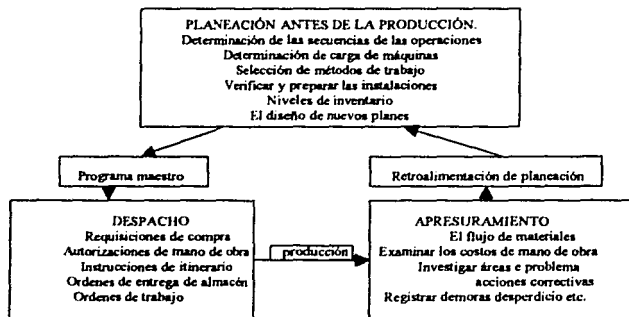 PLANEACIÓN ANTES DE LA PRODUCCIÓN.
Determinación de las secuencias de las operaciones
Determinación de carga de máquinas
Selección de métodos de trabajo
Verificar y preparar las instalaciones
Niveles de inventario
El diseño de nuevos planes
Programa maestro
Retroalimentación de planeación
DESPACHO
Requisiciones de compra
Autorizaciones de mano de obra
Instrucciones de itinerario
Ordenes de entrega de almacén
Ordenes de trabajo
producción
APRESURAMIENTO
El flujo de materiales
Examinar los costos de mano de obra
Investigar áreas e problema
acciones correctivas
Registrar demoras desperdicio etc.